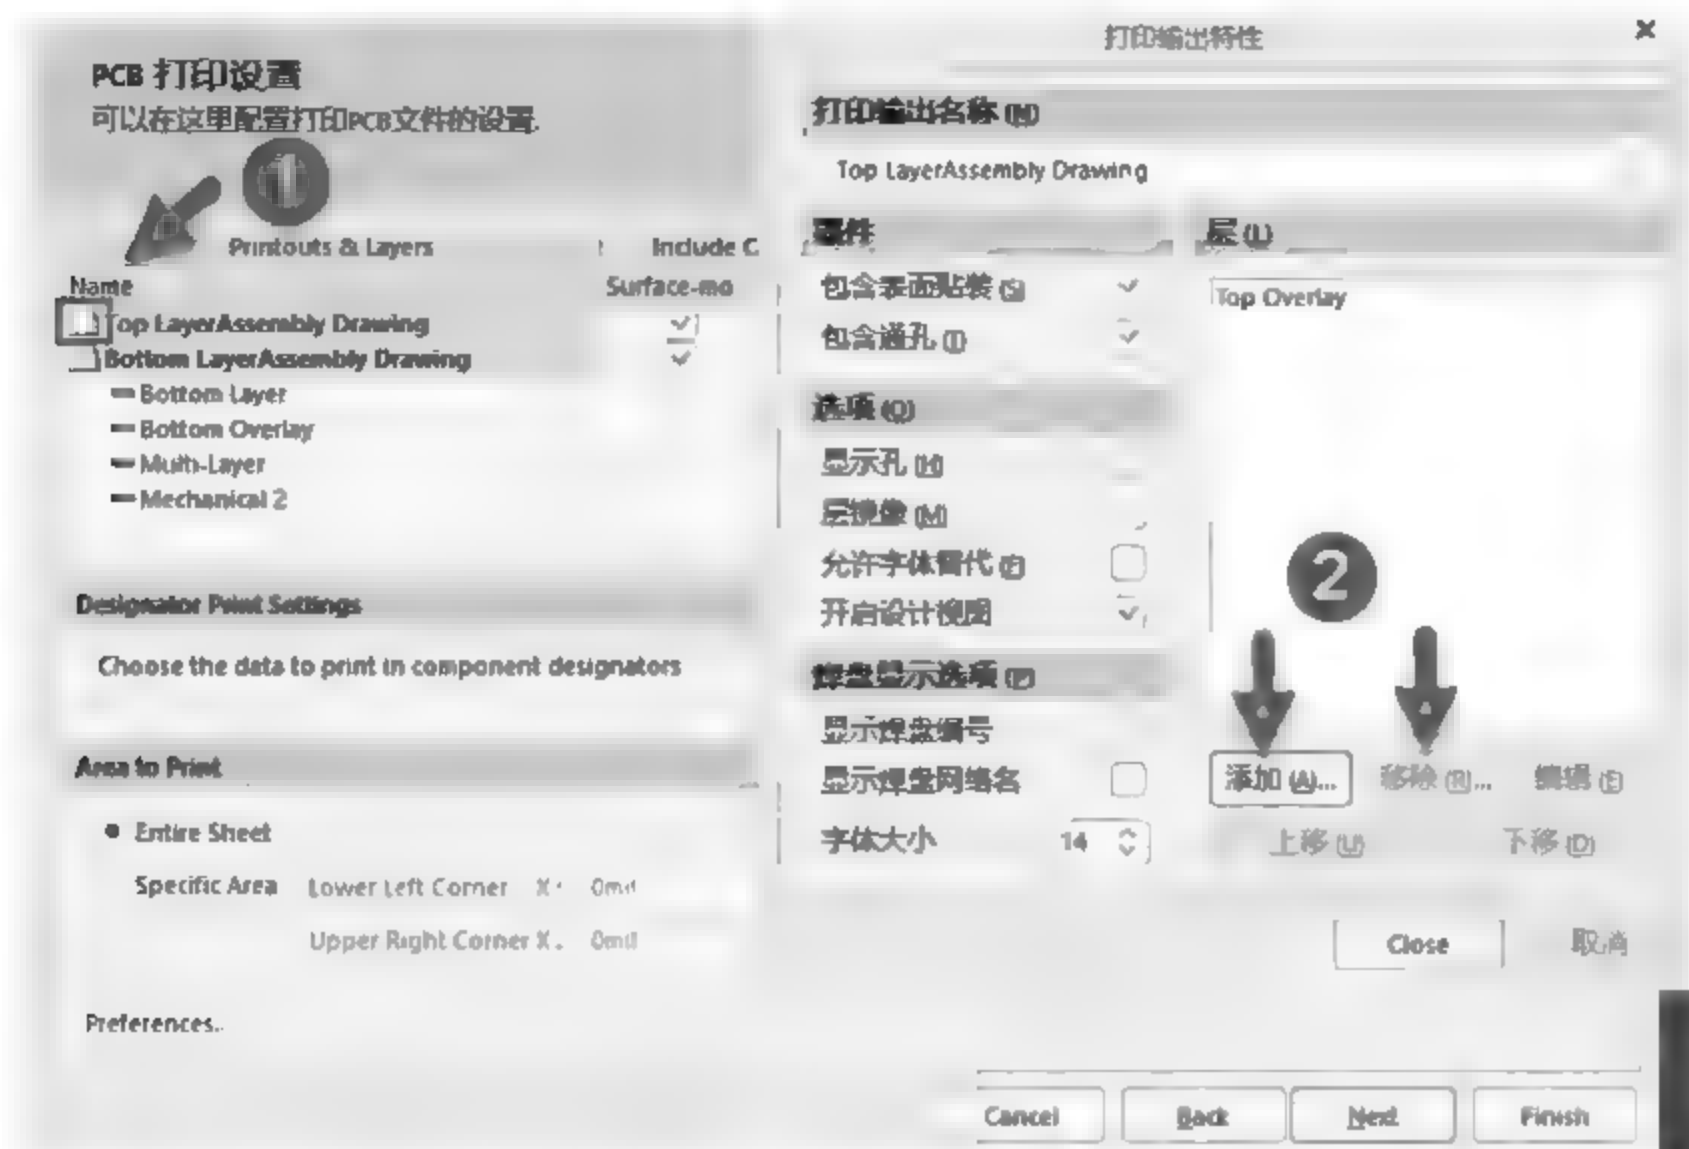 PCB 打印设置
可以在这里配置打印PCB文件的设置.
1
Printouts & Layers
Include C
Name
Surface-mo
Top LayerAssembly Drawing
Bottom LayerAssembly Drawing
Bottom Layer
Bottom Overlay
Multi-Layer
Mechanical 2
Designator Print Settings
Choose the data to print in component designators
Area to Print
Entire Sheet
Specific Area Lower Left Corner X: 0mil
Upper Right Corner X: 0mil
Preferences..
打印输出特性
打印输出名称 (N)
Top LayerAssembly Drawing
器件
包含表面贴装 (S)
包含通孔 (I)
选项 (O)
显示孔 (H)
层镜像 (M)
允许字体替代 (F)
开启设计视图
焊盘显示选项 (P)
显示焊盘编号
显示焊盘网络名
字体大小 14
层 (L)
Top Overlay
2
添加 (A)... 移除 (R)... 编辑 (E)
上移 (U) 下移 (D)
Close 取消
Cancel Back Next Finish